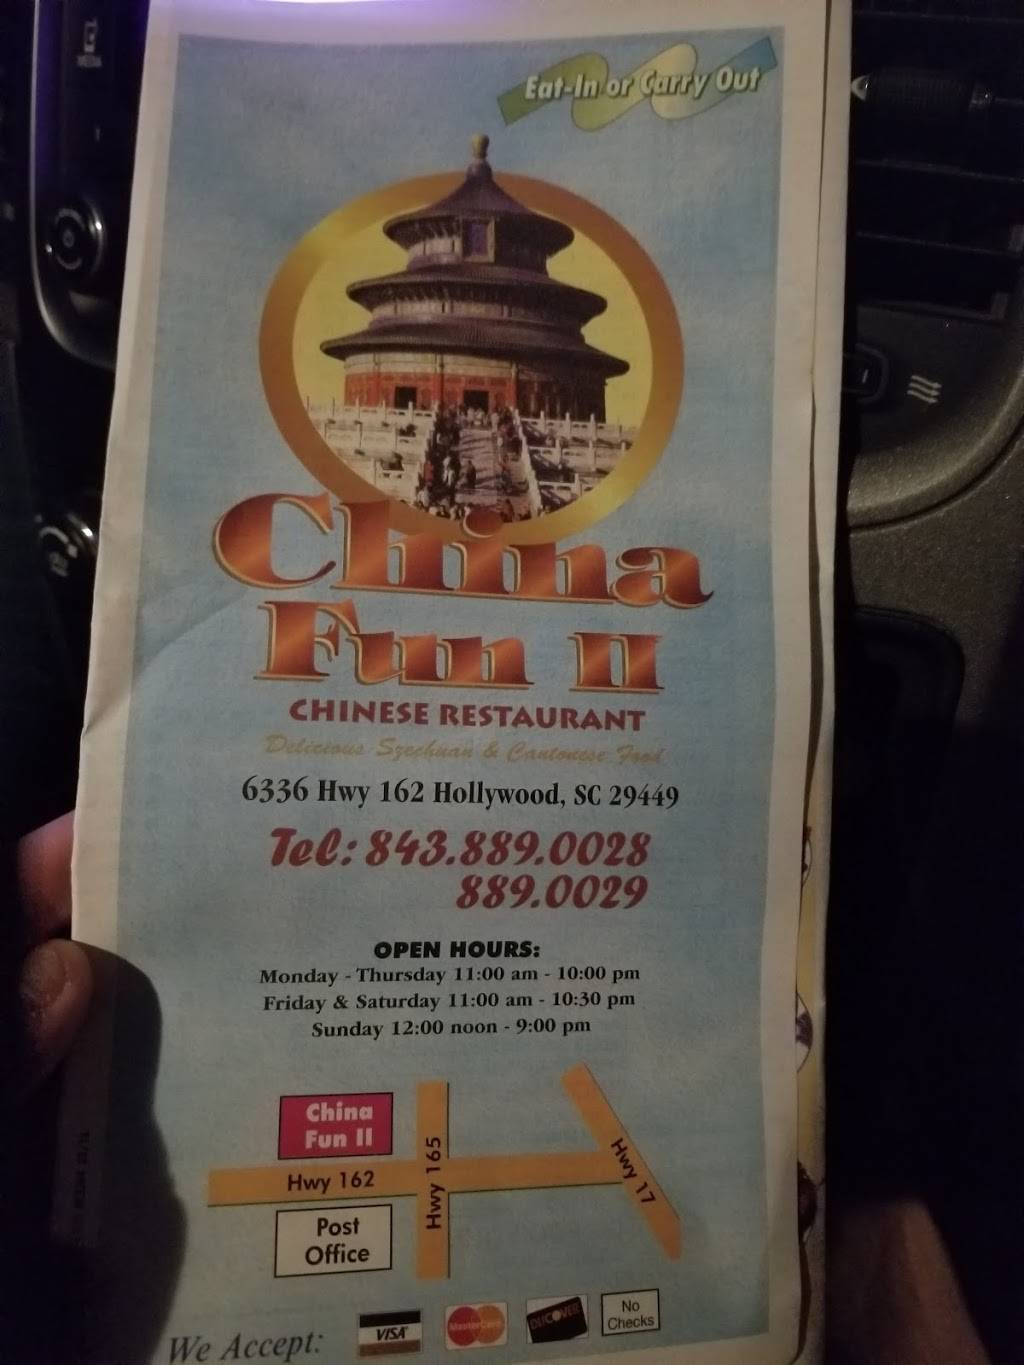 MEDIA
Eat-In or Carry Out
China
Fun II
CHINESE RESTAURANT
Delicious Szechuan & Cantonese Food
6336 Hwy 162 Hollywood, SC 29449
Tel: 843.889.0028
889.0029
OPEN HOURS:
Monday - Thursday 11:00 am - 10:00 pm
Friday & Saturday 11:00 am - 10:30 pm
Sunday 12:00 noon - 9:00 pm
China
Fun II
Hwy 162
Hwy 165
Hwy 17
Post
Office
We Accept:
VISA
MasterCard
DISCOVER
No
Checks